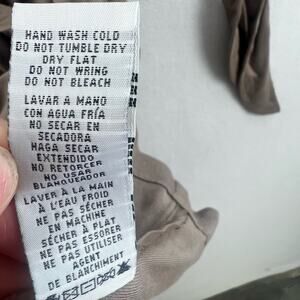 HAND WASH COLD
DO NOT TUMBLE DRY
DRY FLAT
DO NOT WRING
DO NOT BLEACH
LAVAR A MANO
CON AGUA FRÍA
NO SECAR EN
SECADORA
HAGA SECAR
EXTENDIDO
NO RETORCER
NO USAR
BLANQUEADOR
LAVER À LA MAIN
À L'EAU FROID
NE PAS SÉCHER
EN MACHINE
SÉCHER À PLAT
NE PAS ESSORER
NE PAS UTILISER
AGENT
DE BLANCHIMENT